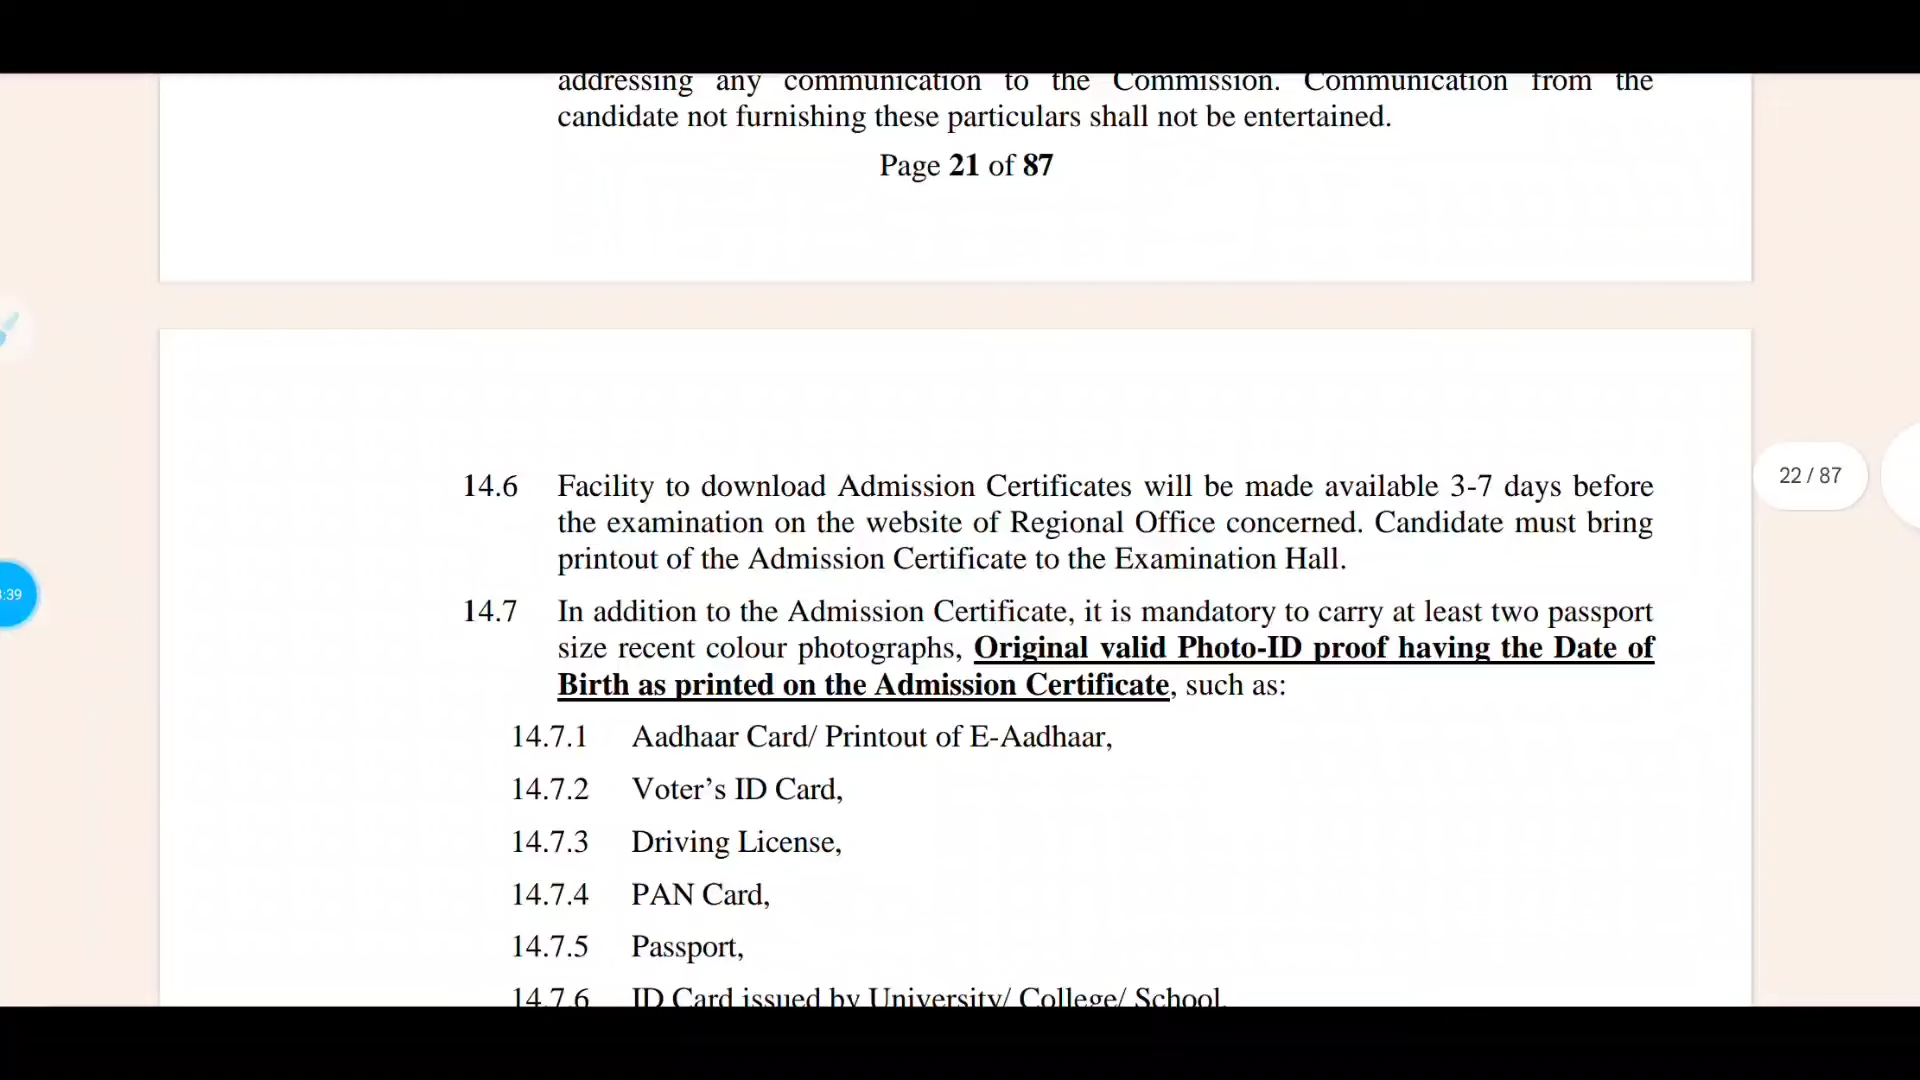 addressing any communication to the Commission. Communication from the
candidate not furnishing these particulars shall not be entertained.
Page 21 of 87
14.6 Facility to download Admission Certificates will be made available 3-7 days before
the examination on the website of Regional Office concerned. Candidate must bring
printout of the Admission Certificate to the Examination Hall.
22 / 87
:39
14.7 In addition to the Admission Certificate, it is mandatory to carry at least two passport
size recent colour photographs, Original valid Photo-ID proof having the Date of
Birth as printed on the Admission Certificate, such as:
14.7.1 Aadhaar Card/ Printout of E-Aadhaar,
14.7.2 Voter’s ID Card,
14.7.3 Driving License,
14.7.4 PAN Card,
14.7.5 Passport,
14.7.6 ID Card issued by University/ College/ School,